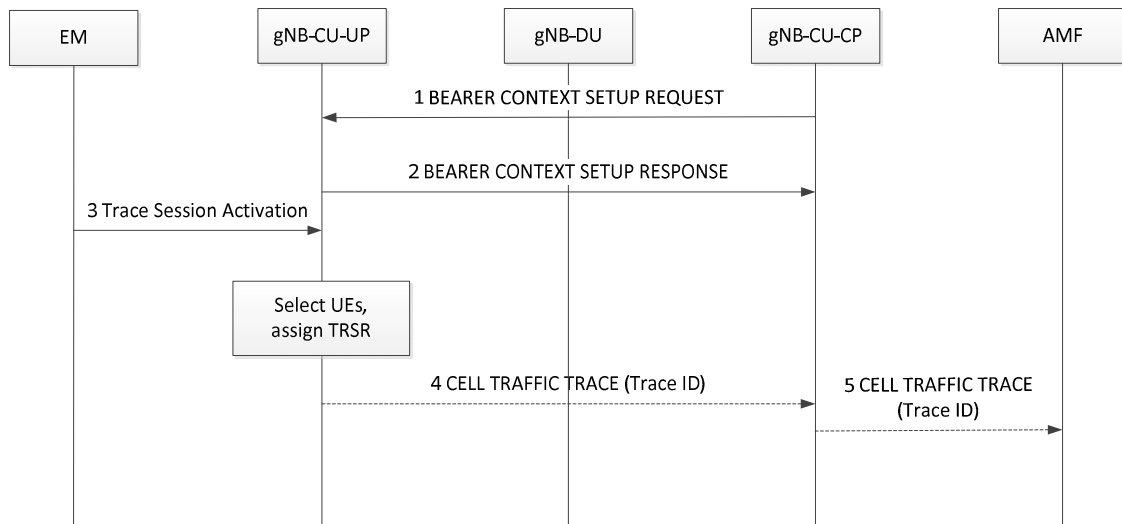 EM
gNB-CU-UP
gNB-DU
gNB-CU-CP
AMF
1 BEARER CONTEXT SETUP REQUEST
2 BEARER CONTEXT SETUP RESPONSE
3 Trace Session Activation
Select UEs,
assign TRSR
4 CELL TRAFFIC TRACE (Trace ID)
5 CELL TRAFFIC TRACE
(Trace ID)